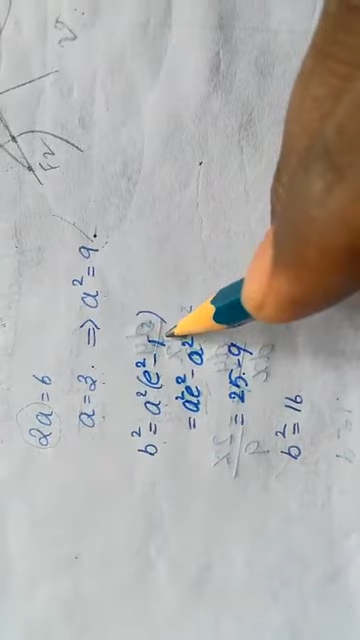 2a = 6
a = 3. ⇒ a² = 9.
b² = a²(e² - 1)
= a²e² - a²
= 25 - 9
b² = 16